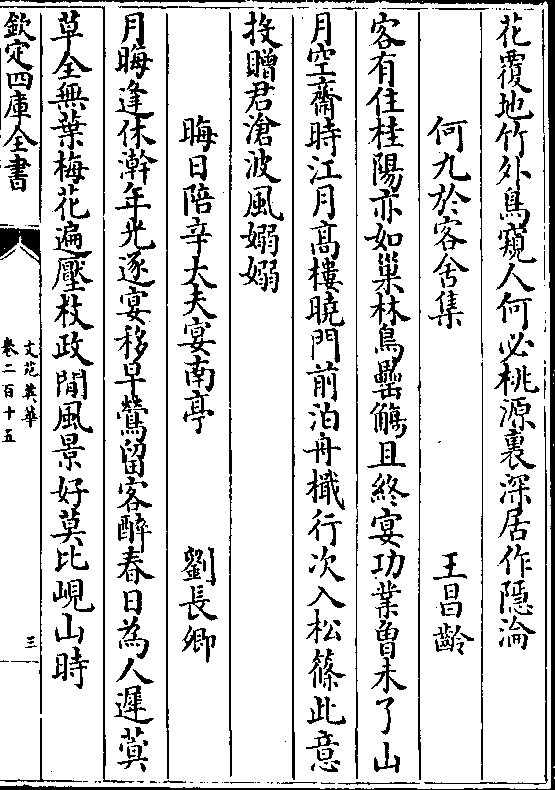 花覆地竹外鳥窺人何必桃源裏深居作隠淪
何九於客舍集
王昌齡
客有住桂陽亦如巢林鳥罍觴且終宴功業曾未了山
月空齋時江月高樓曉門前泊舟檝行次入松篠此意
投贈君滄波風嫋嫋
晦日陪辛大夫宴南亭
劉長卿
月晦逢休澣年光逐宴移早鶯留客醉春日為人遲蓂
草全無葉梅花遍壓枝政閒風景好莫比峴山時
欽定四庫全書
文苑英華
卷二百十五
三